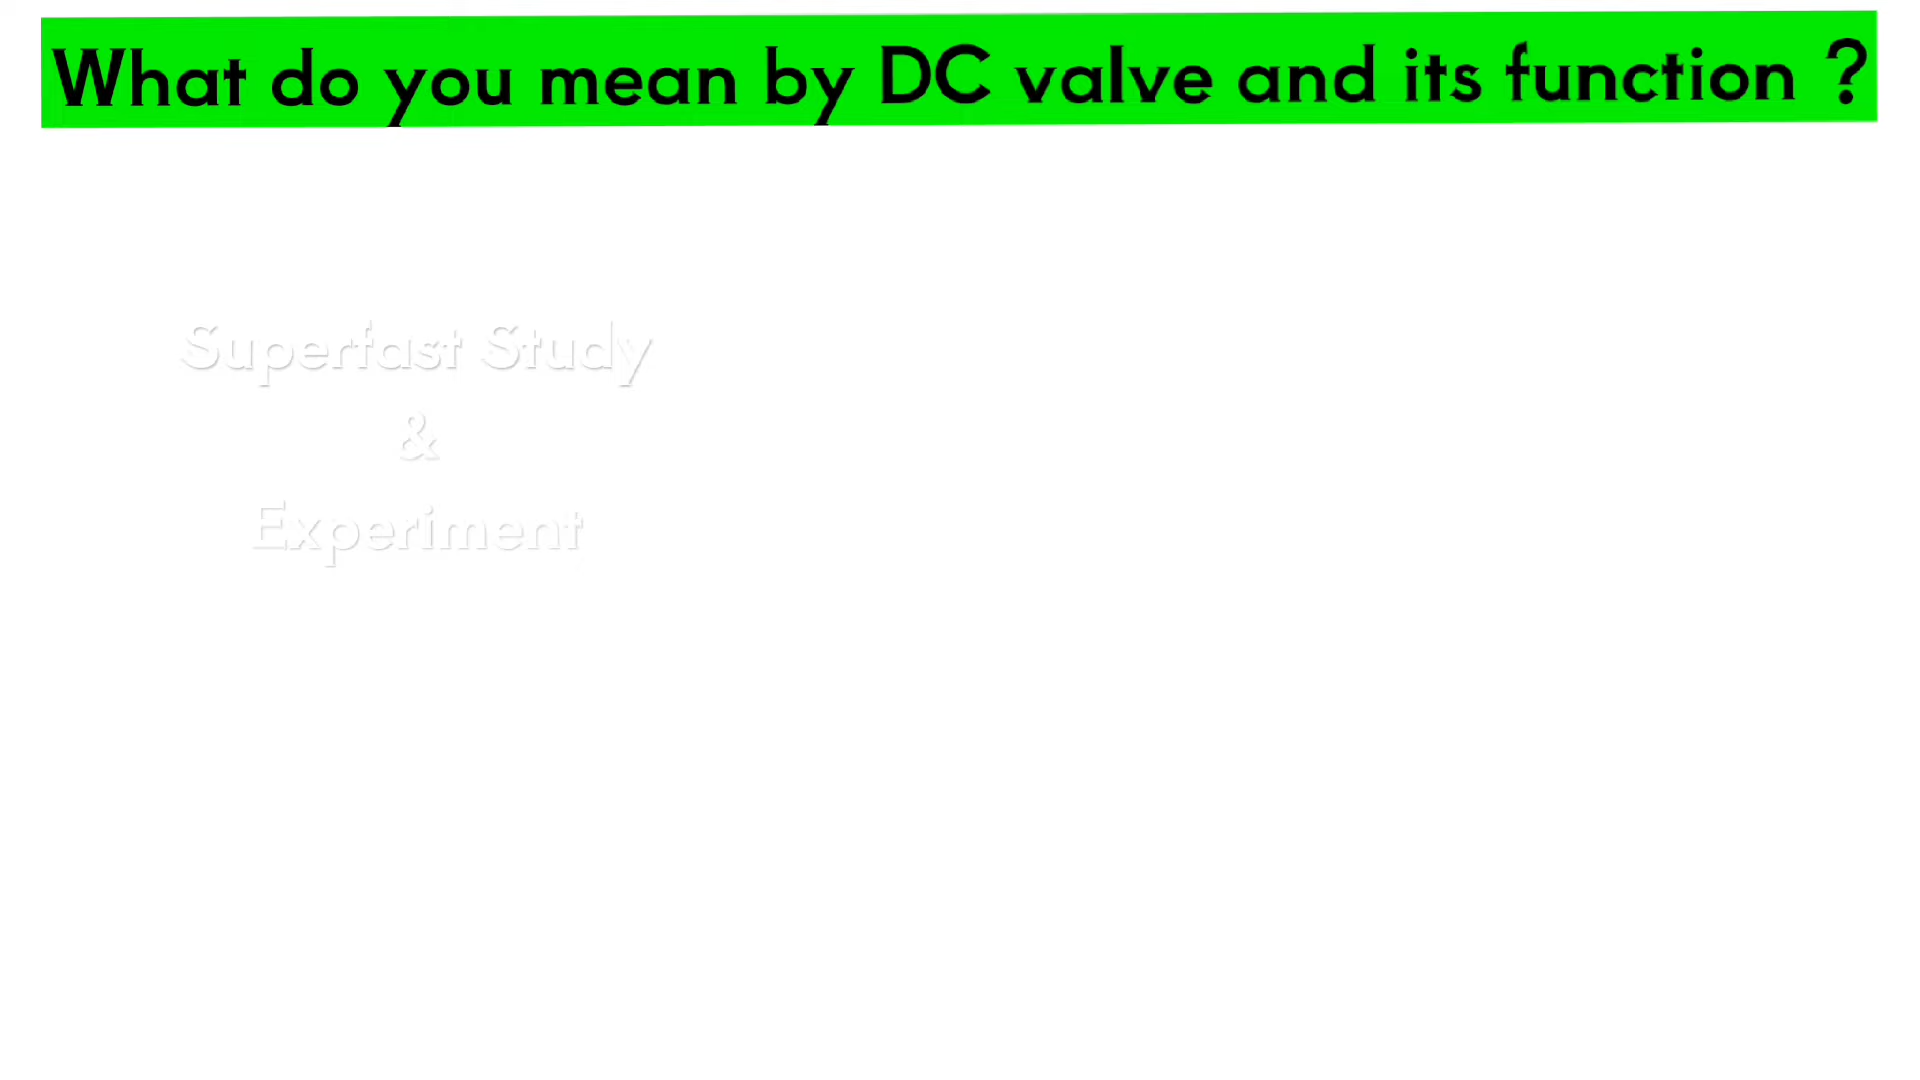 What do you mean by DC valve and its function ?
Superfast Study
&
Experiment